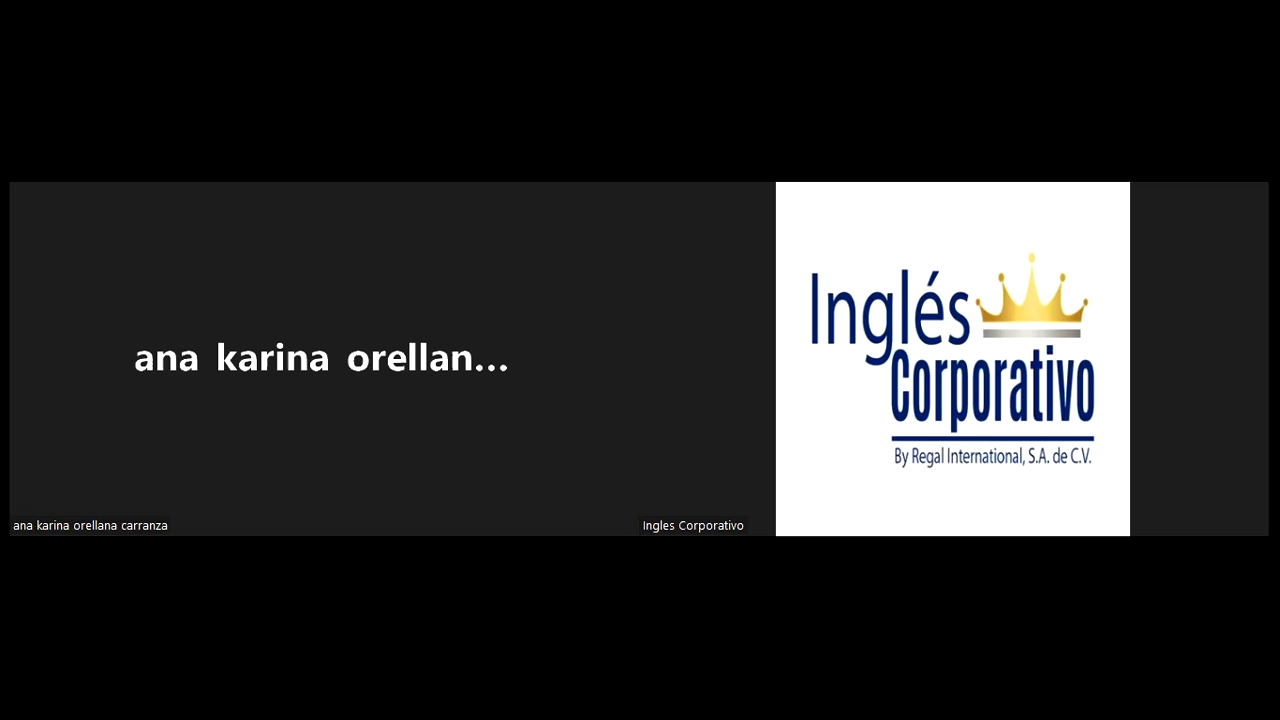 ana karina orellan...
ana karina orellana carranza
Ingles Corporativo
Inglés
Corporativo
By Regal International, S.A. de C.V.